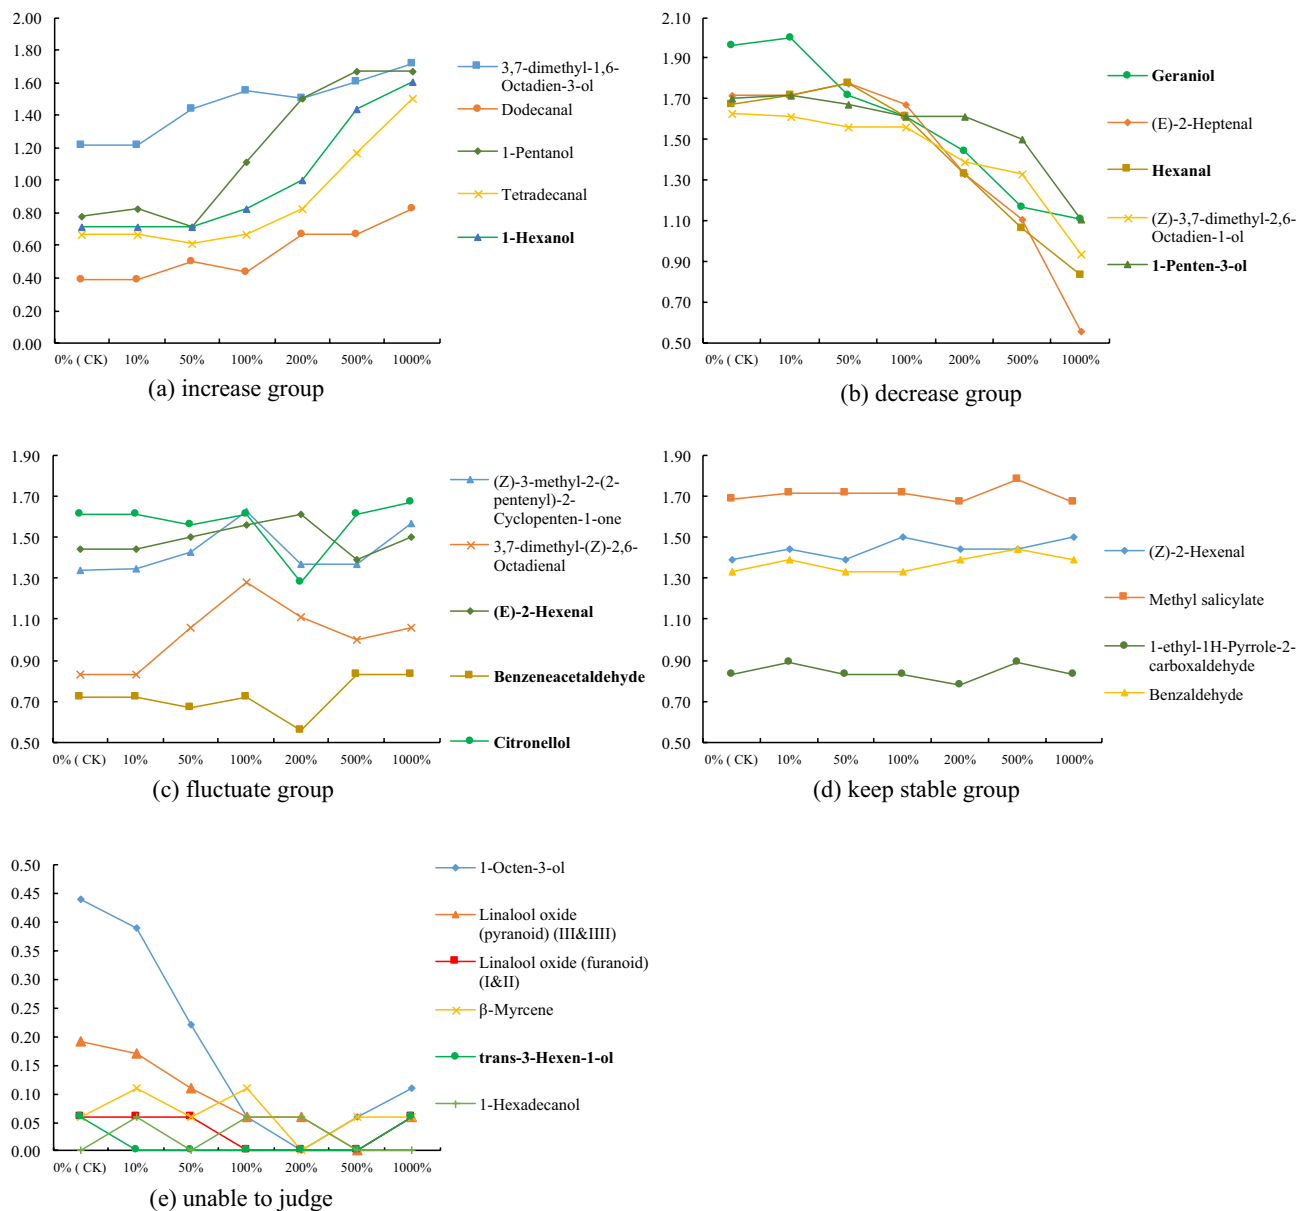 2.00
1.80
1.60
1.40
1.20
1.00
0.80
0.60
0.40
0.20
0.00
0% ( CK) 10% 50% 100% 200% 500% 1000%
3,7-dimethyl-1,6-
Octadien-3-ol
Dodecanal
1-Pentanol
Tetradecanal
1-Hexanol
(a) increase group
2.10
1.90
1.70
1.50
1.30
1.10
0.90
0.70
0.50
0% ( CK) 10% 50% 100% 200% 500% 1000%
Geraniol
(E)-2-Heptenal
Hexanal
(Z)-3,7-dimethyl-2,6-
Octadien-1-ol
1-Penten-3-ol
(b) decrease group
1.90
1.70
1.50
1.30
1.10
0.90
0.70
0.50
0% ( CK) 10% 50% 100% 200% 500% 1000%
(Z)-3-methyl-2-(2-
pentenyl)-2-
Cyclopenten-1-one
3,7-dimethyl-(Z)-2,6-
Octadienal
(E)-2-Hexenal
Benzeneacetaldehyde
Citronellol
(c) fluctuate group
1.90
1.70
1.50
1.30
1.10
0.90
0.70
0.50
0% ( CK) 10% 50% 100% 200% 500% 1000%
(Z)-2-Hexenal
Methyl salicylate
1-ethyl-1H-Pyrrole-2-
carboxaldehyde
Benzaldehyde
(d) keep stable group
0.50
0.45
0.40
0.35
0.30
0.25
0.20
0.15
0.10
0.05
0.00
0% ( CK) 10% 50% 100% 200% 500% 1000%
1-Octen-3-ol
Linalool oxide
(pyranoid) (III&IIII)
Linalool oxide (furanoid)
(I&II)
β-Myrcene
trans-3-Hexen-1-ol
1-Hexadecanol
(e) unable to judge